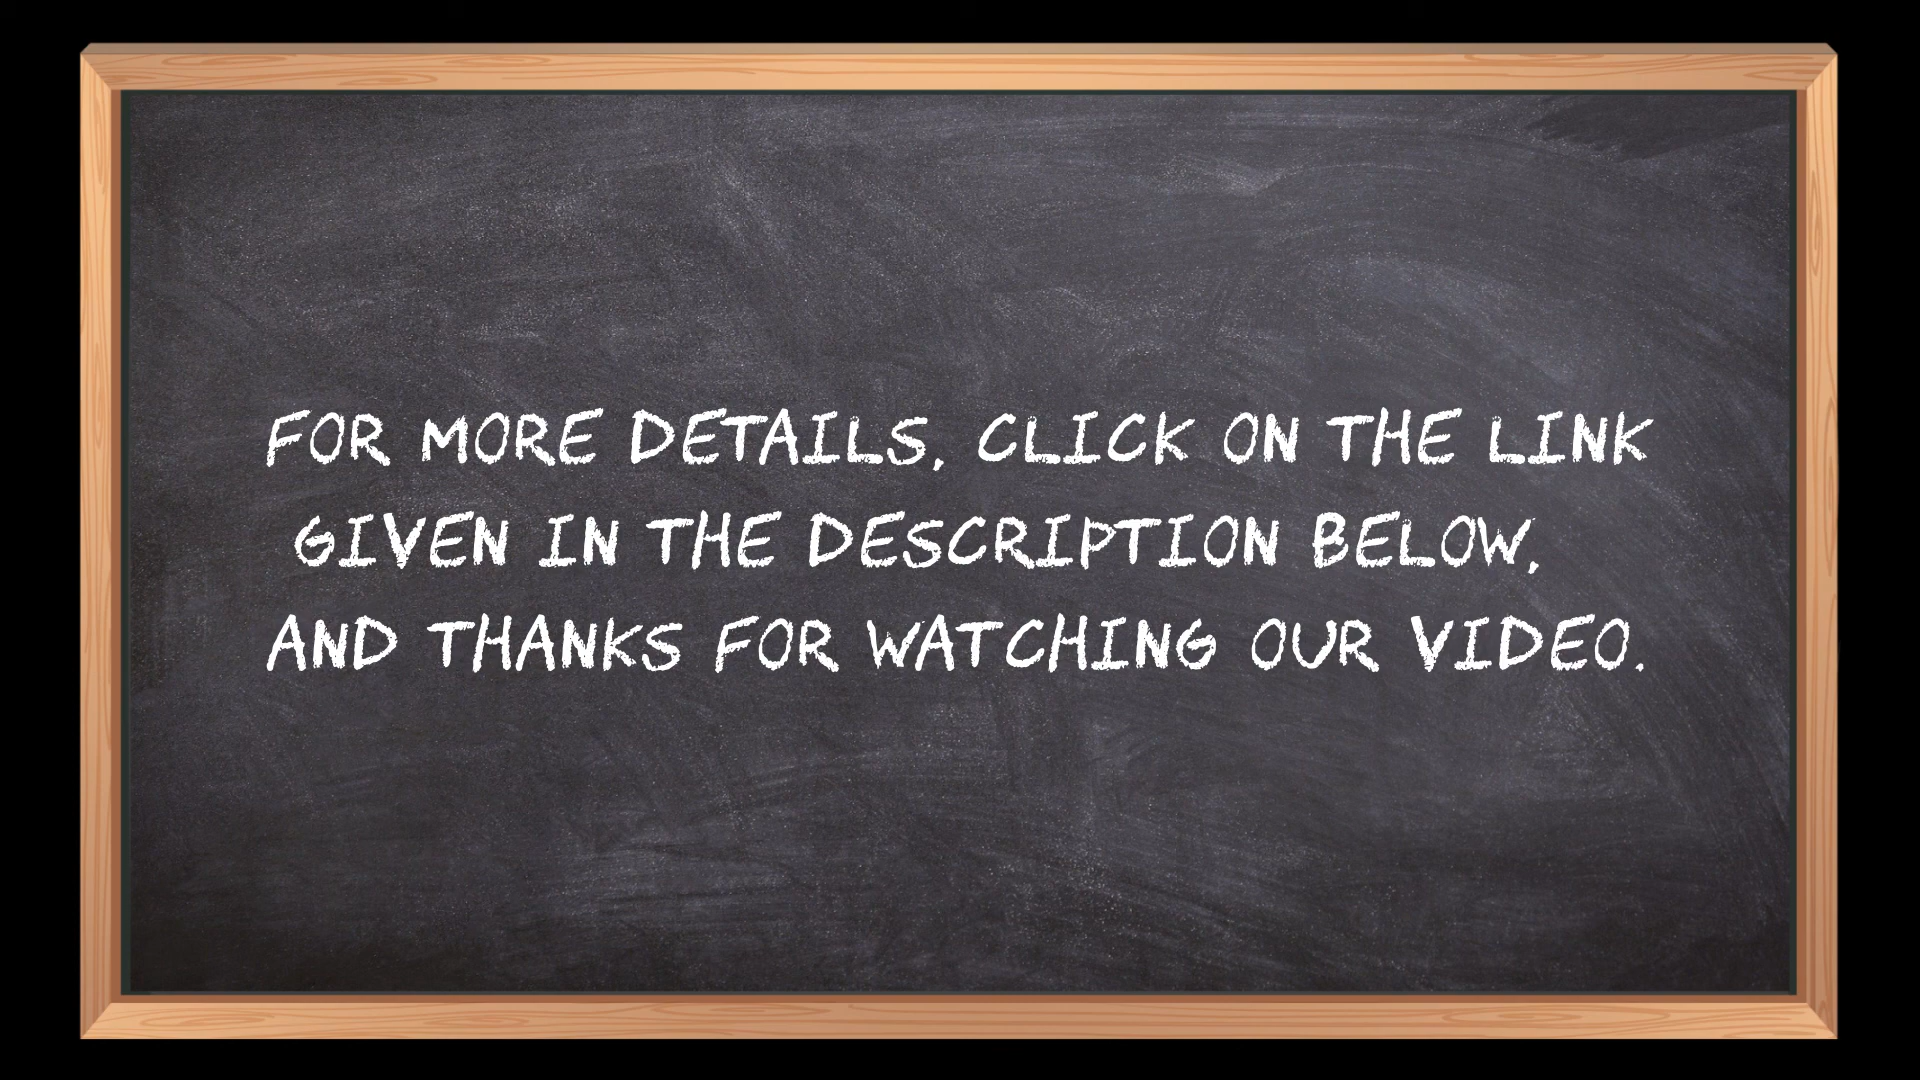 FOR MORE DETAILS, CLICK ON THE LINK
GIVEN IN THE DESCRIPTION BELOW,
AND THANKS FOR WATCHING OUR VIDEO.